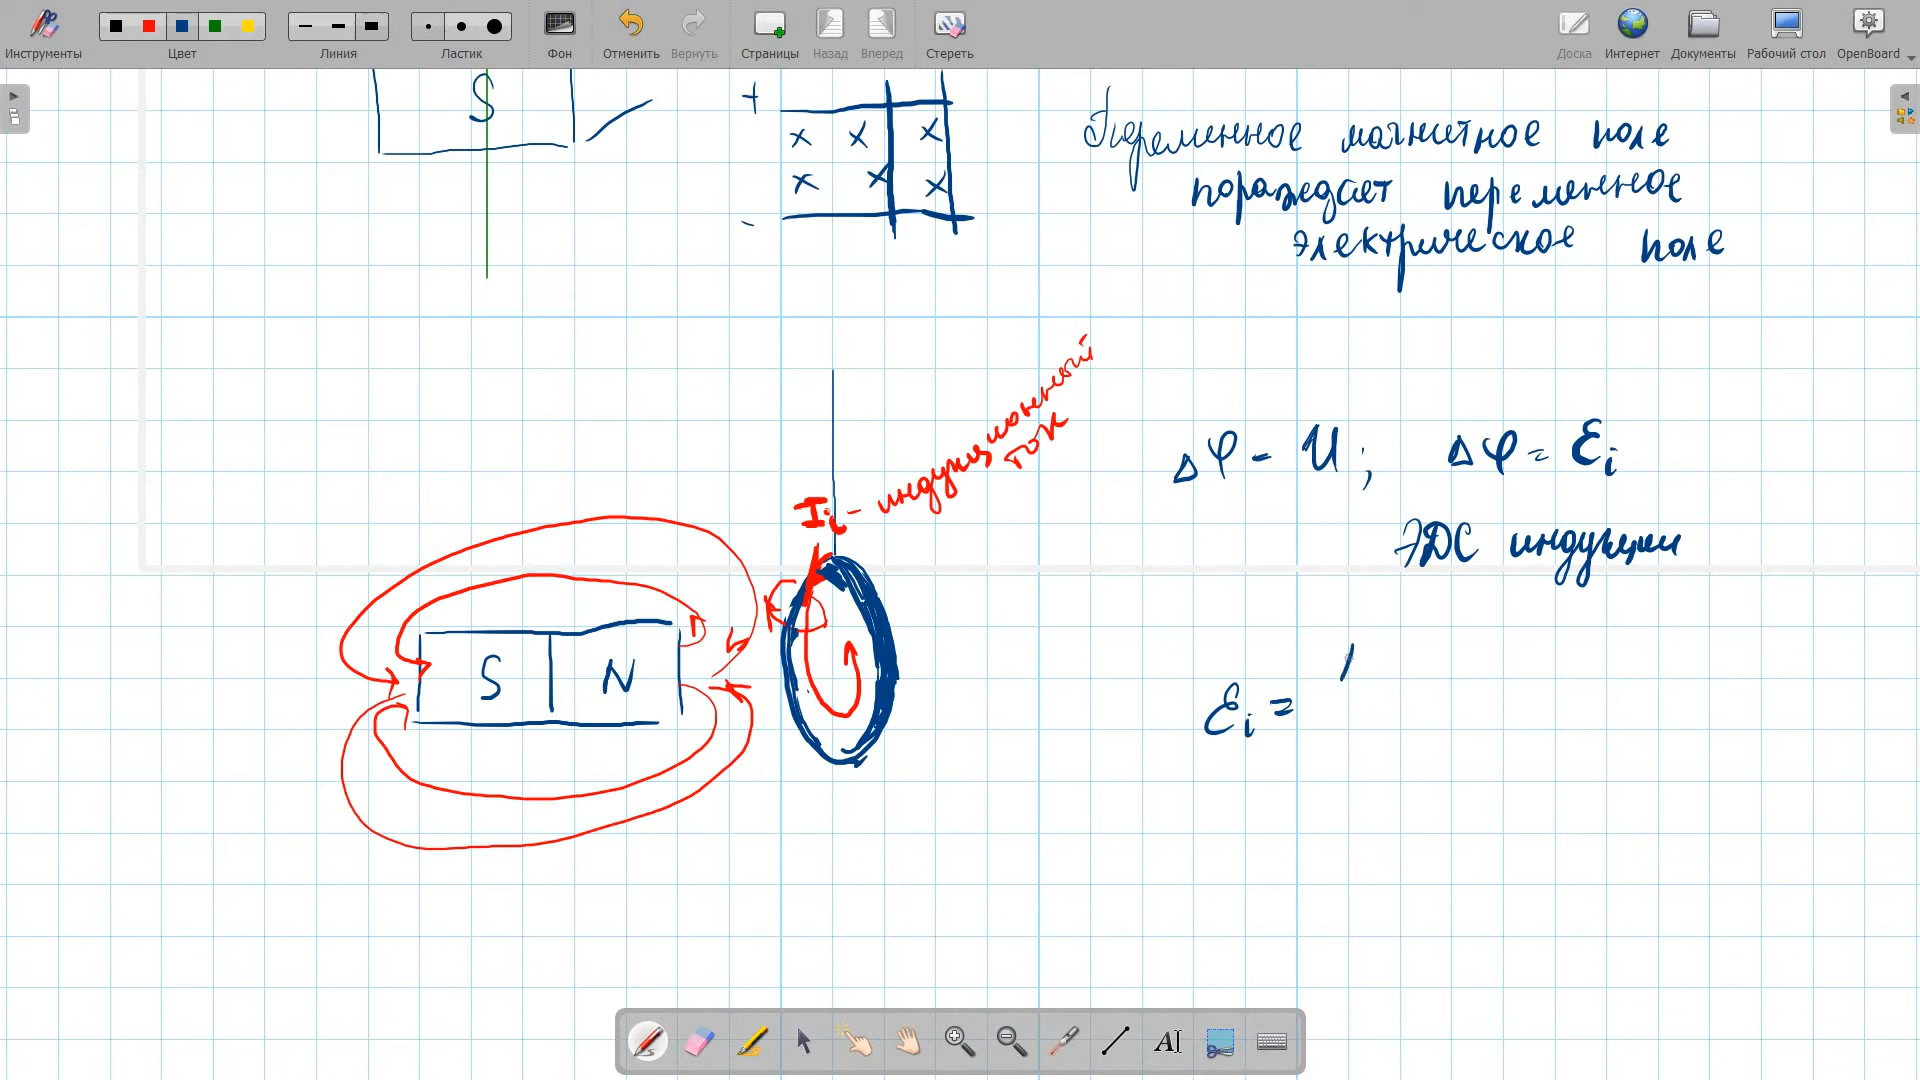 Инструменты
Цвет
Линия
Ластик
Фон
Отменить
Вернуть
Страницы
Назад
Вперед
Стереть
Доска
Интернет
Документы
Рабочий стол
OpenBoard
S
+
x x x
x x x
-
Переменное магнитное поле
порождает переменное
электрическое поле
Ii - индукционный
ток
Δφ = U; Δφ = Ɛi
ЭДС индукции
S N
Ɛi =
AI